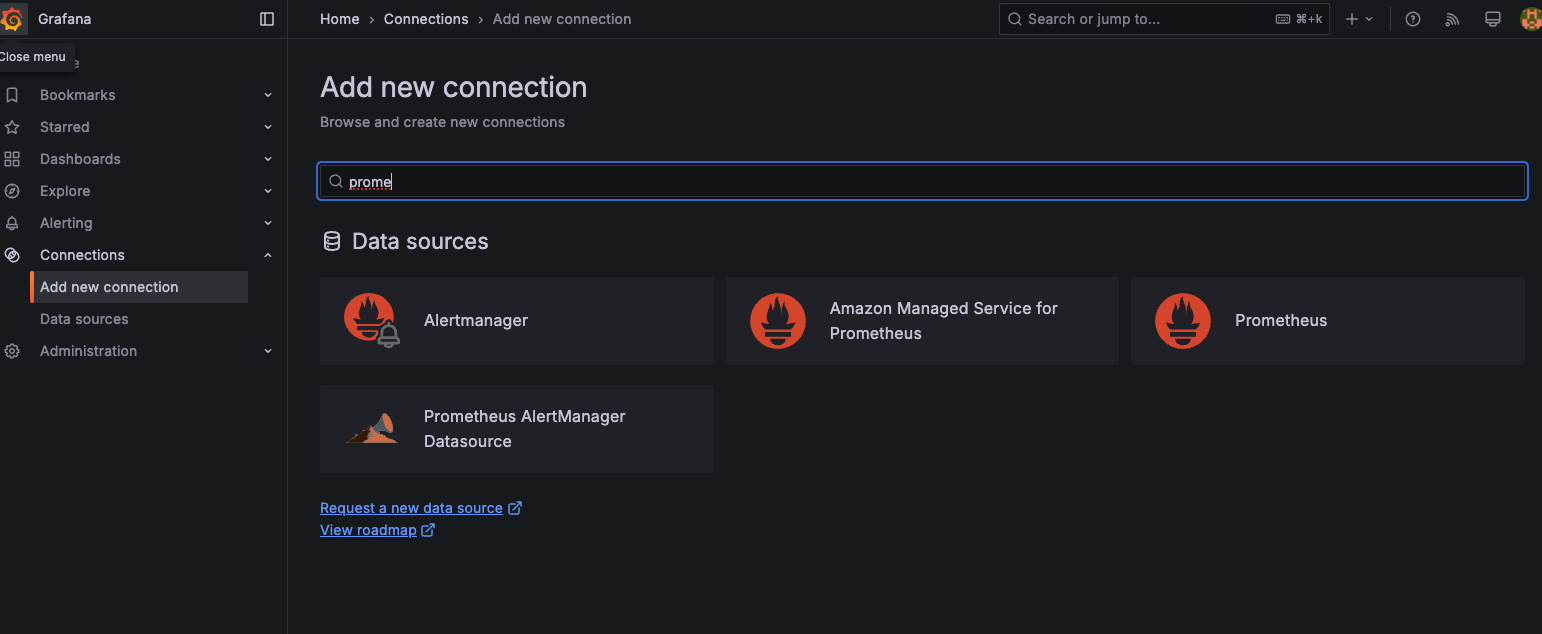 Grafana
Home > Connections > Add new connection
Search or jump to...
⌘+k
Close menu
Bookmarks
Starred
Dashboards
Explore
Alerting
Connections
Add new connection
Data sources
Administration
Add new connection
Browse and create new connections
prome
Data sources
Alertmanager
Amazon Managed Service for
Prometheus
Prometheus
Prometheus AlertManager
Datasource
Request a new data source
View roadmap